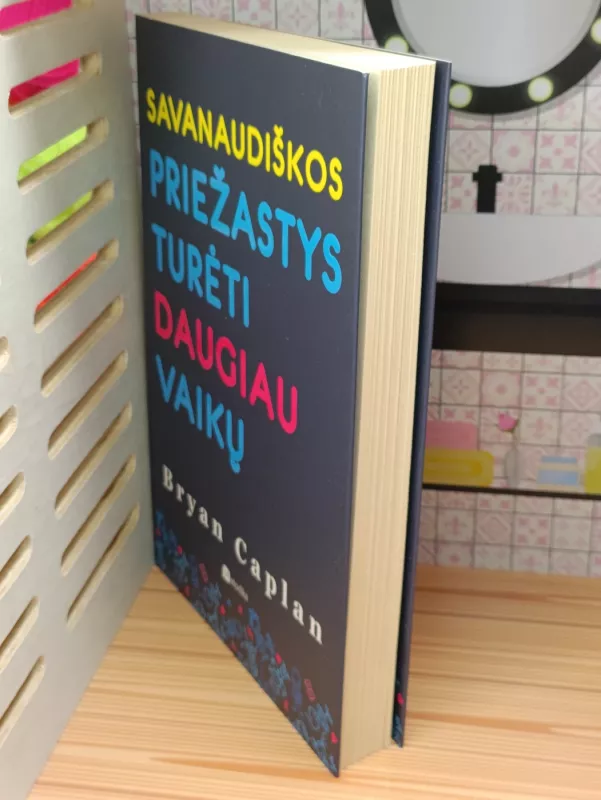 SAVANAUDIŠKOS
PRIEŽASTYS
TURĖTI
DAUGIAU
VAIKŲ
Bryan Caplan